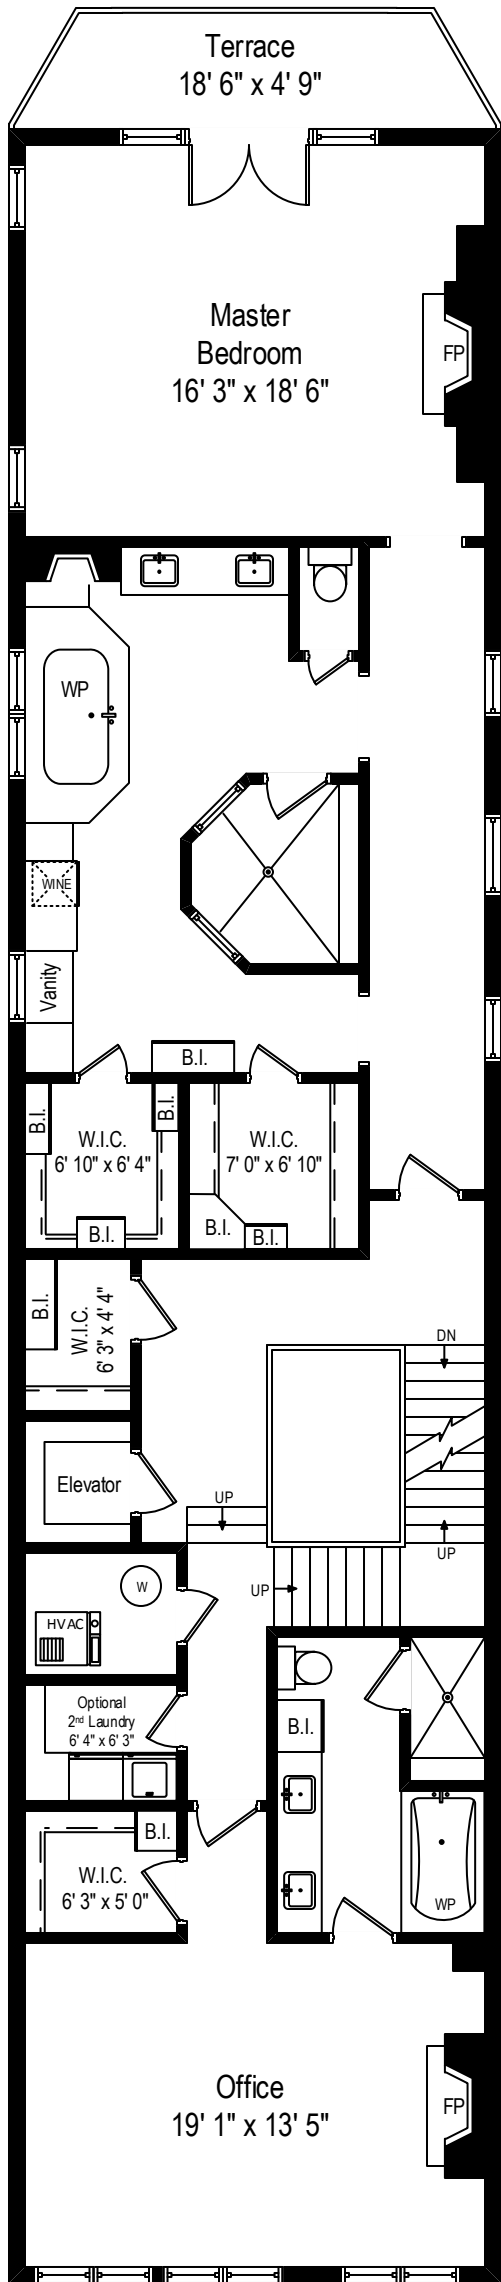 Terrace
18' 6" x 4' 9"
Master
Bedroom
16' 3" x 18' 6"
FP
WP
WINE
Vanity
B.I.
B.I.
B.I.
W.I.C.
6' 10" x 6' 4"
B.I.
W.I.C.
7' 0" x 6' 10"
B.I.
B.I.
B.I.
W.I.C.
6' 3" x 4' 4"
DN
Elevator
UP
UP
UP
W
HVAC
Optional
2nd Laundry
6' 4" x 6' 3"
B.I.
B.I.
W.I.C.
6' 3" x 5' 0"
WP
Office
19' 1" x 13' 5"
FP